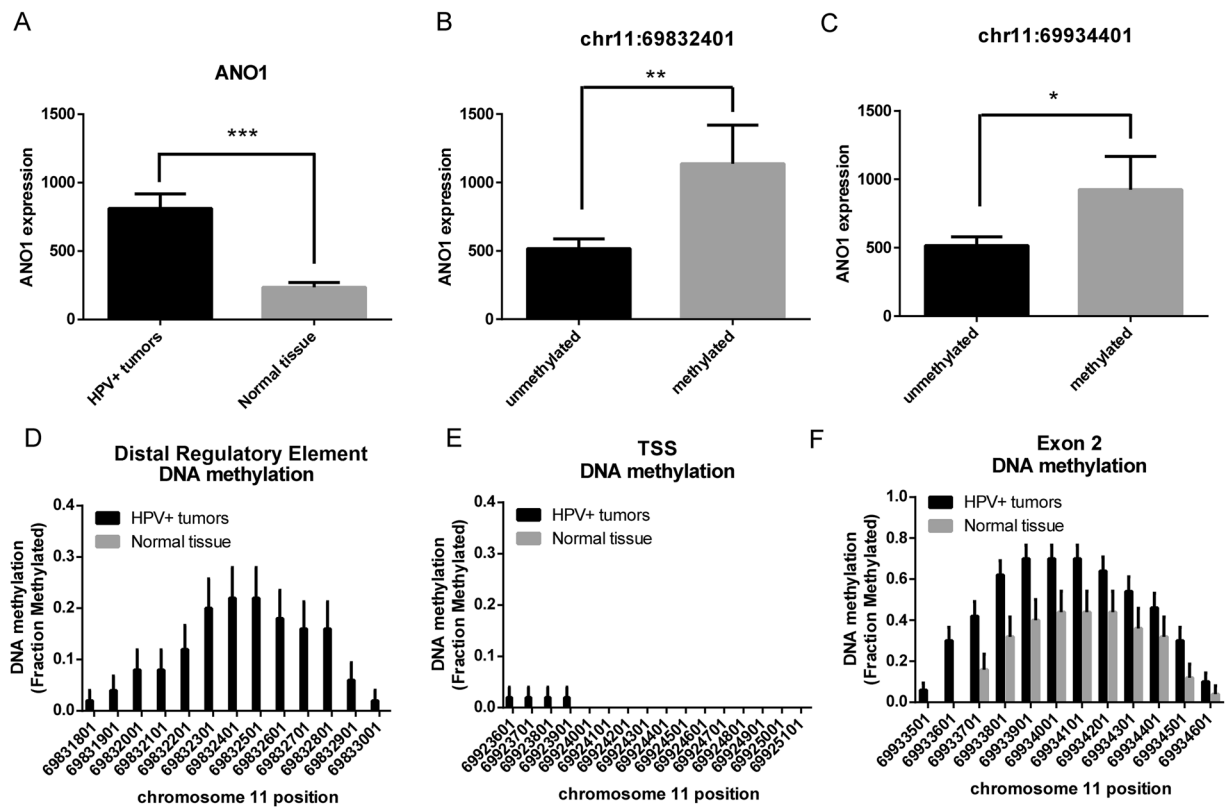 A
ANO1
***
1500
1000
500
0
ANO1 expression
HPV+ tumors
Normal tissue
B
chr11:69832401
**
1500
1000
500
0
ANO1 expression
unmethylated
methylated
C
chr11:69934401
*
1500
1000
500
0
ANO1 expression
unmethylated
methylated
D
Distal Regulatory Element
DNA methylation
HPV+ tumors
Normal tissue
0.4
0.3
0.2
0.1
0.0
DNA methylation
(Fraction Methylated)
69831801
69831901
69832001
69832101
69832201
69832301
69832401
69832501
69832601
69832701
69832801
69832901
69833001
chromosome 11 position
E
TSS
DNA methylation
HPV+ tumors
Normal tissue
0.4
0.3
0.2
0.1
0.0
DNA methylation
(Fraction Methylated)
69923601
69923701
69923801
69923901
69924001
69924101
69924201
69924301
69924401
69924501
69924601
69924701
69924801
69924901
69925001
69925101
chromosome 11 position
F
Exon 2
DNA methylation
HPV+ tumors
Normal tissue
1.0
0.8
0.6
0.4
0.2
0.0
DNA methylation
(Fraction Methylated)
69933501
69933601
69933701
69933801
69933901
69934001
69934101
69934201
69934301
69934401
69934501
69934601
chromosome 11 position